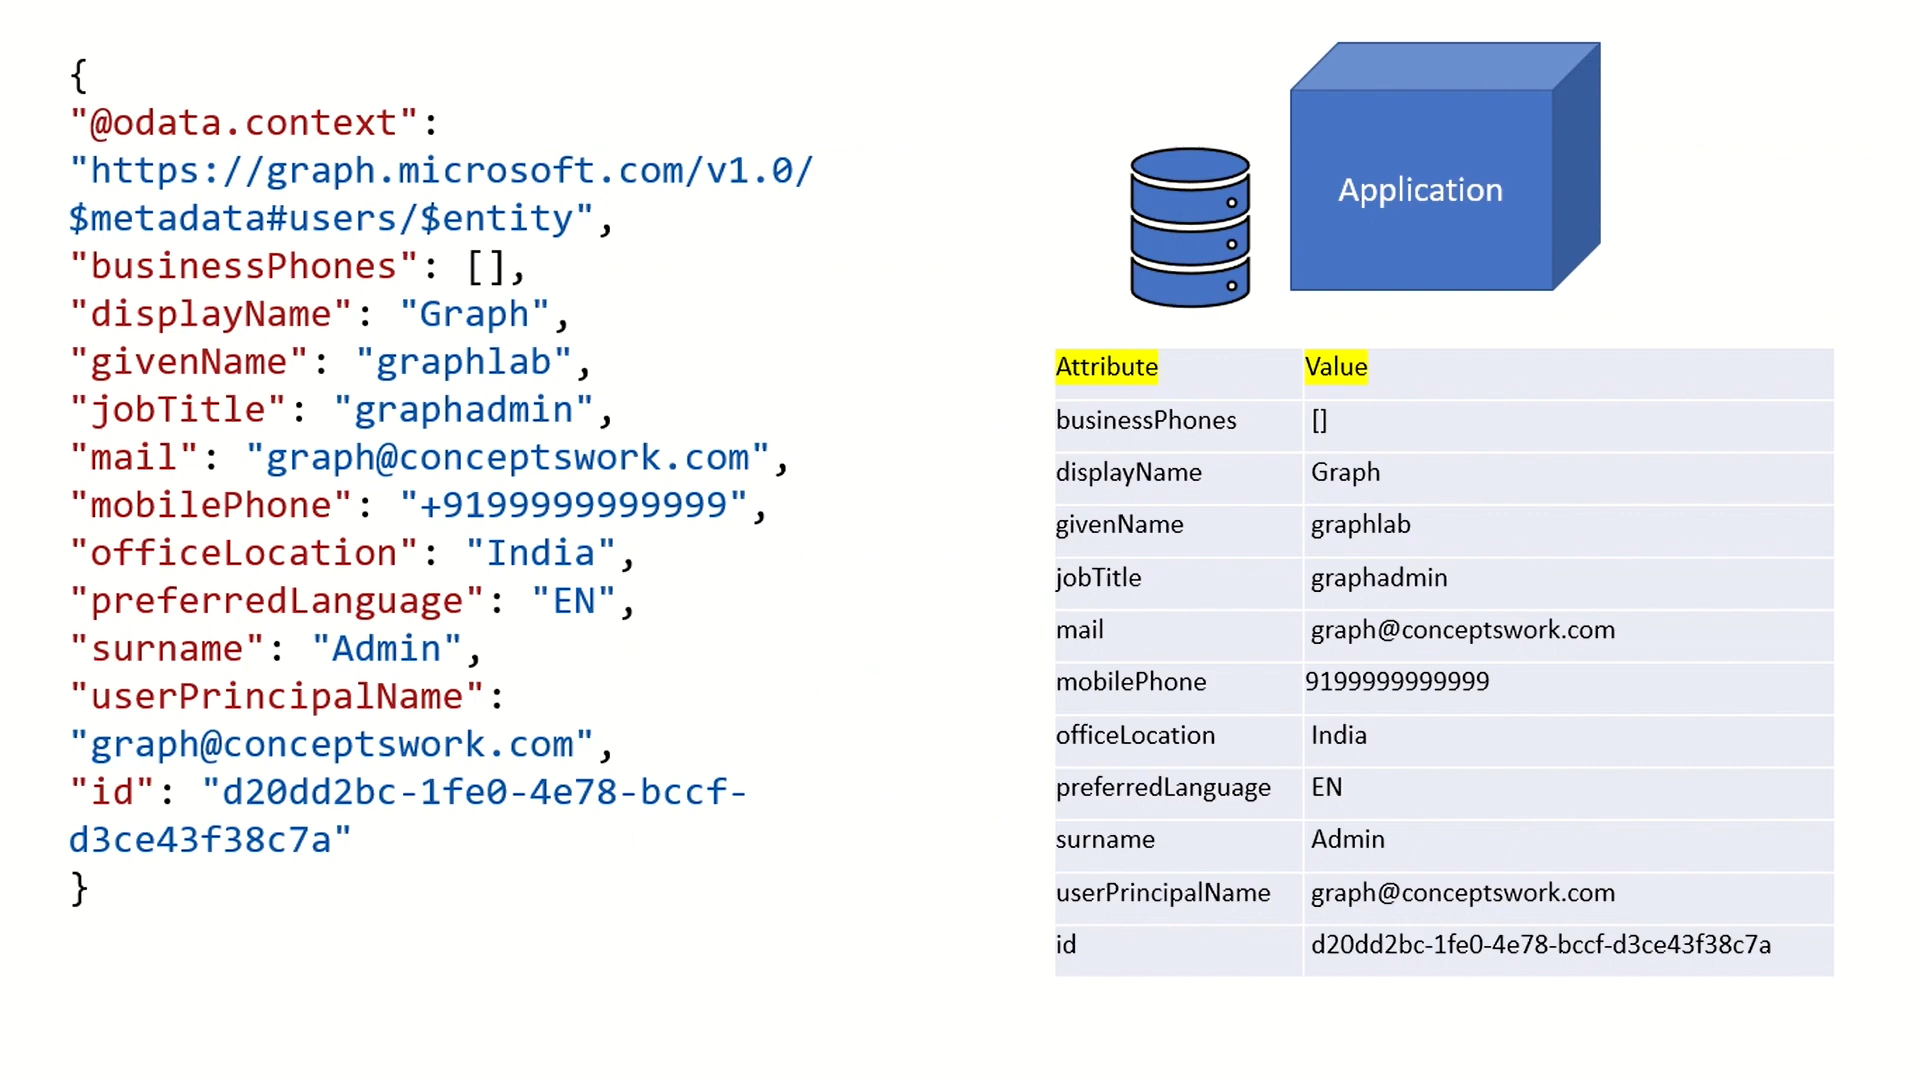 {
"@odata.context":
"https://graph.microsoft.com/v1.0/
$metadata#users/$entity",
"businessPhones": [],
"displayName": "Graph",
"givenName": "graphlab",
"jobTitle": "graphadmin",
"mail": "graph@conceptswork.com",
"mobilePhone": "+9199999999999",
"officeLocation": "India",
"preferredLanguage": "EN",
"surname": "Admin",
"userPrincipalName":
"graph@conceptswork.com",
"id": "d20dd2bc-1fe0-4e78-bccf-
d3ce43f38c7a"
}
Application
Attribute Value
businessPhones []
displayName Graph
givenName graphlab
jobTitle graphadmin
mail graph@conceptswork.com
mobilePhone 9199999999999
officeLocation India
preferredLanguage EN
surname Admin
userPrincipalName graph@conceptswork.com
id d20dd2bc-1fe0-4e78-bccf-d3ce43f38c7a